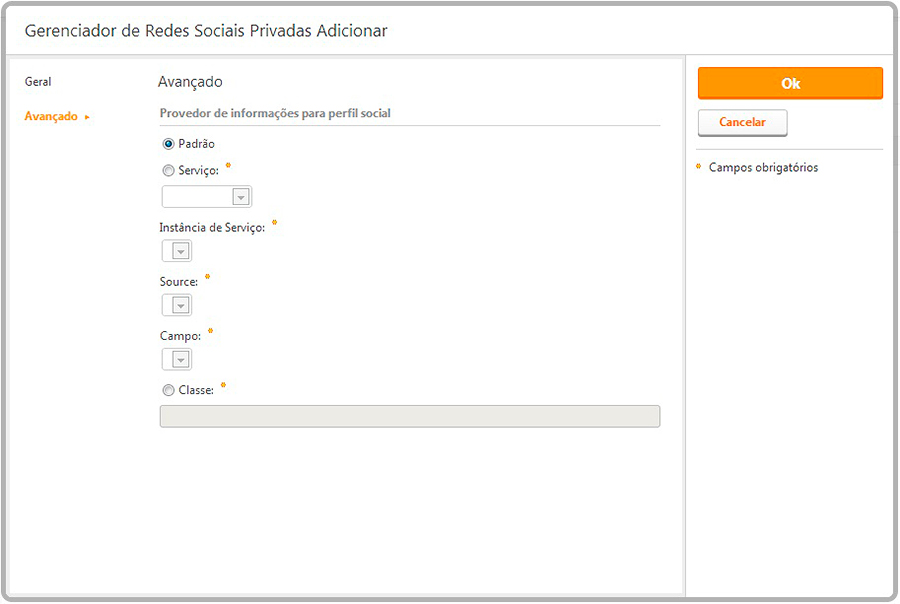 Gerenciador de Redes Sociais Privadas Adicionar
Geral
Avançado
Avançado
Provedor de informações para perfil social
Padrão
Serviço: *
Instância de Serviço: *
Source: *
Campo: *
Classe: *
Ok
Cancelar
* Campos obrigatórios